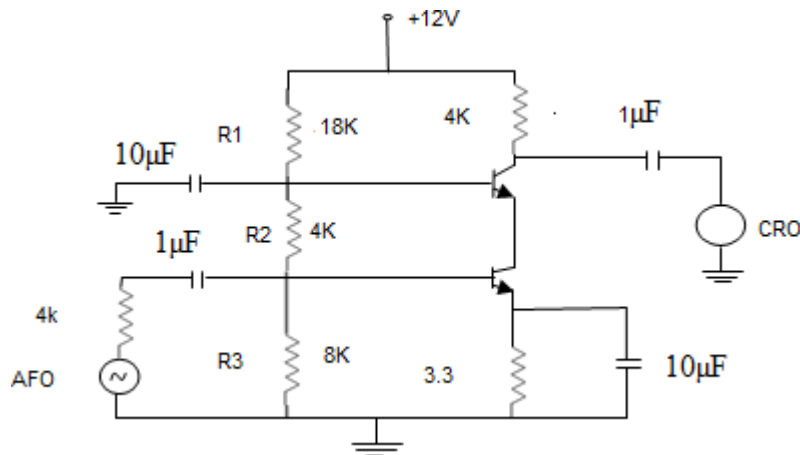 +12V
R1
18K
4K
1µF
10µF
R2
4K
CRO
1µF
4k
R3
8K
3.3
10µF
AFO